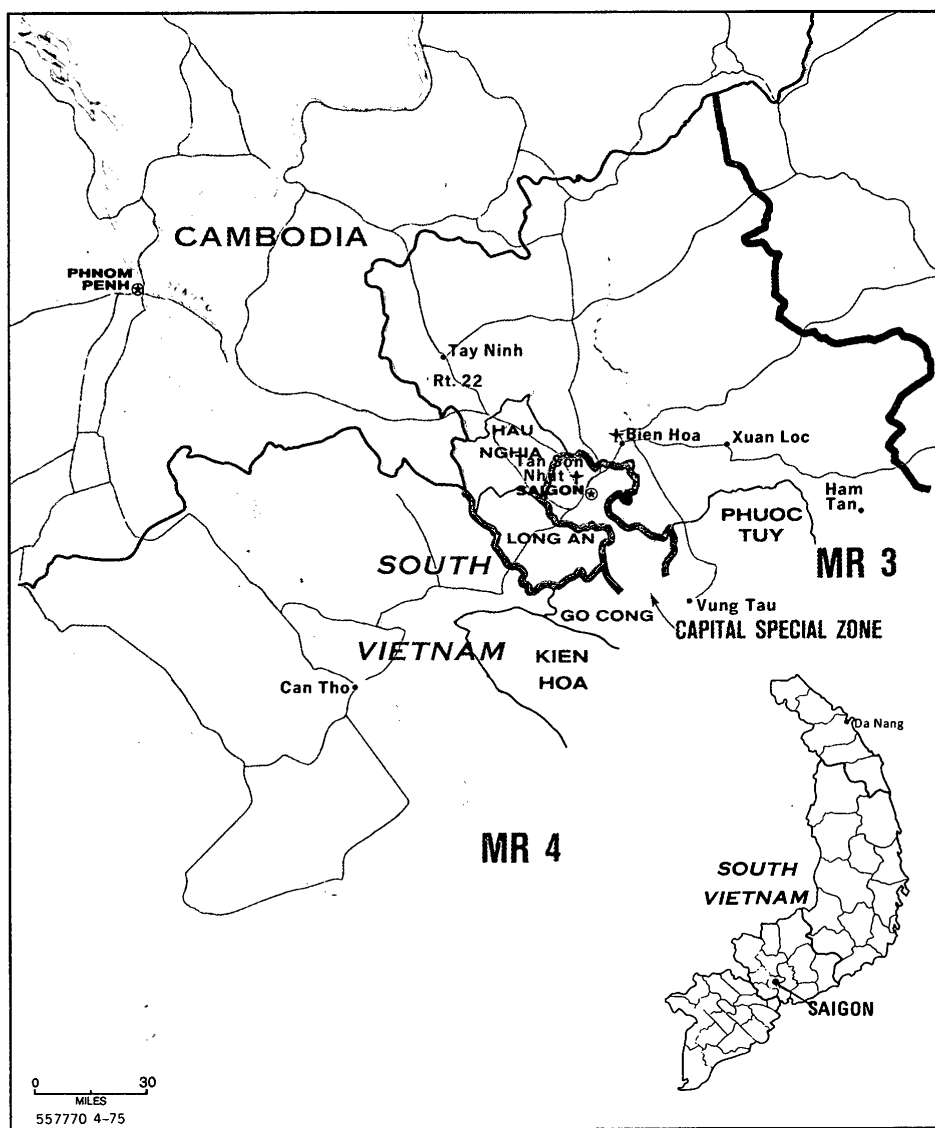 CAMBODIA
PHNOM
PENH
Tay Ninh
Rt. 22
HAU
NGHIA
Bien Hoa
Xuan Loc
Tan Son
Nhut
SAIGON
Ham
Tan
PHUOC
TUY
LONG AN
MR 3
SOUTH
VIETNAM
GO CONG
Vung Tau
CAPITAL SPECIAL ZONE
KIEN
HOA
Can Tho
Da Nang
MR 4
SOUTH
VIETNAM
SAIGON
0 30
MILES
557770 4-75